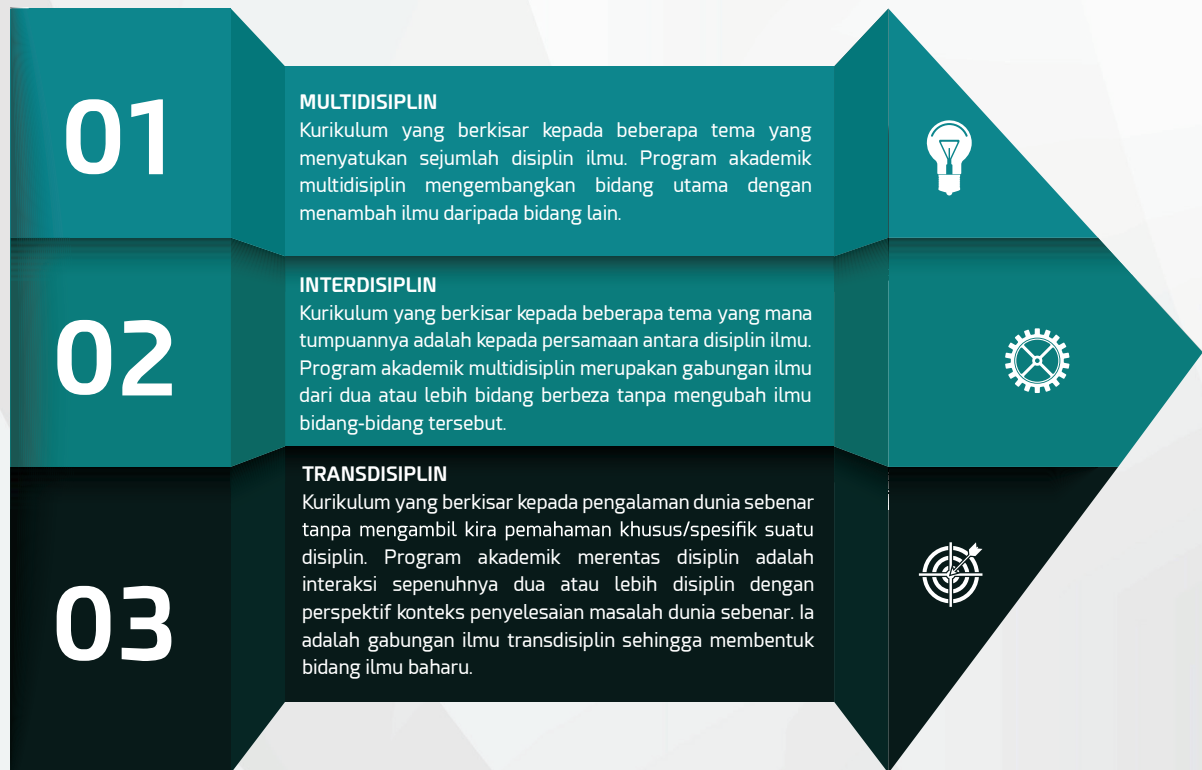 01
MULTIDISIPLIN
Kurikulum yang berkisar kepada beberapa tema yang
menyatukan sejumlah disiplin ilmu. Program akademik
multidisiplin mengembangkan bidang utama dengan
menambah ilmu daripada bidang lain.
02
INTERDISIPLIN
Kurikulum yang berkisar kepada beberapa tema yang mana
tumpuannya adalah kepada persamaan antara disiplin ilmu.
Program akademik multidisiplin merupakan gabungan ilmu
dari dua atau lebih bidang berbeza tanpa mengubah ilmu
bidang-bidang tersebut.
03
TRANSDISIPLIN
Kurikulum yang berkisar kepada pengalaman dunia sebenar
tanpa mengambil kira pemahaman khusus/spesifik suatu
disiplin. Program akademik merentas disiplin adalah
interaksi sepenuhnya dua atau lebih disiplin dengan
perspektif konteks penyelesaian masalah dunia sebenar. Ia
adalah gabungan ilmu transdisiplin sehingga membentuk
bidang ilmu baharu.